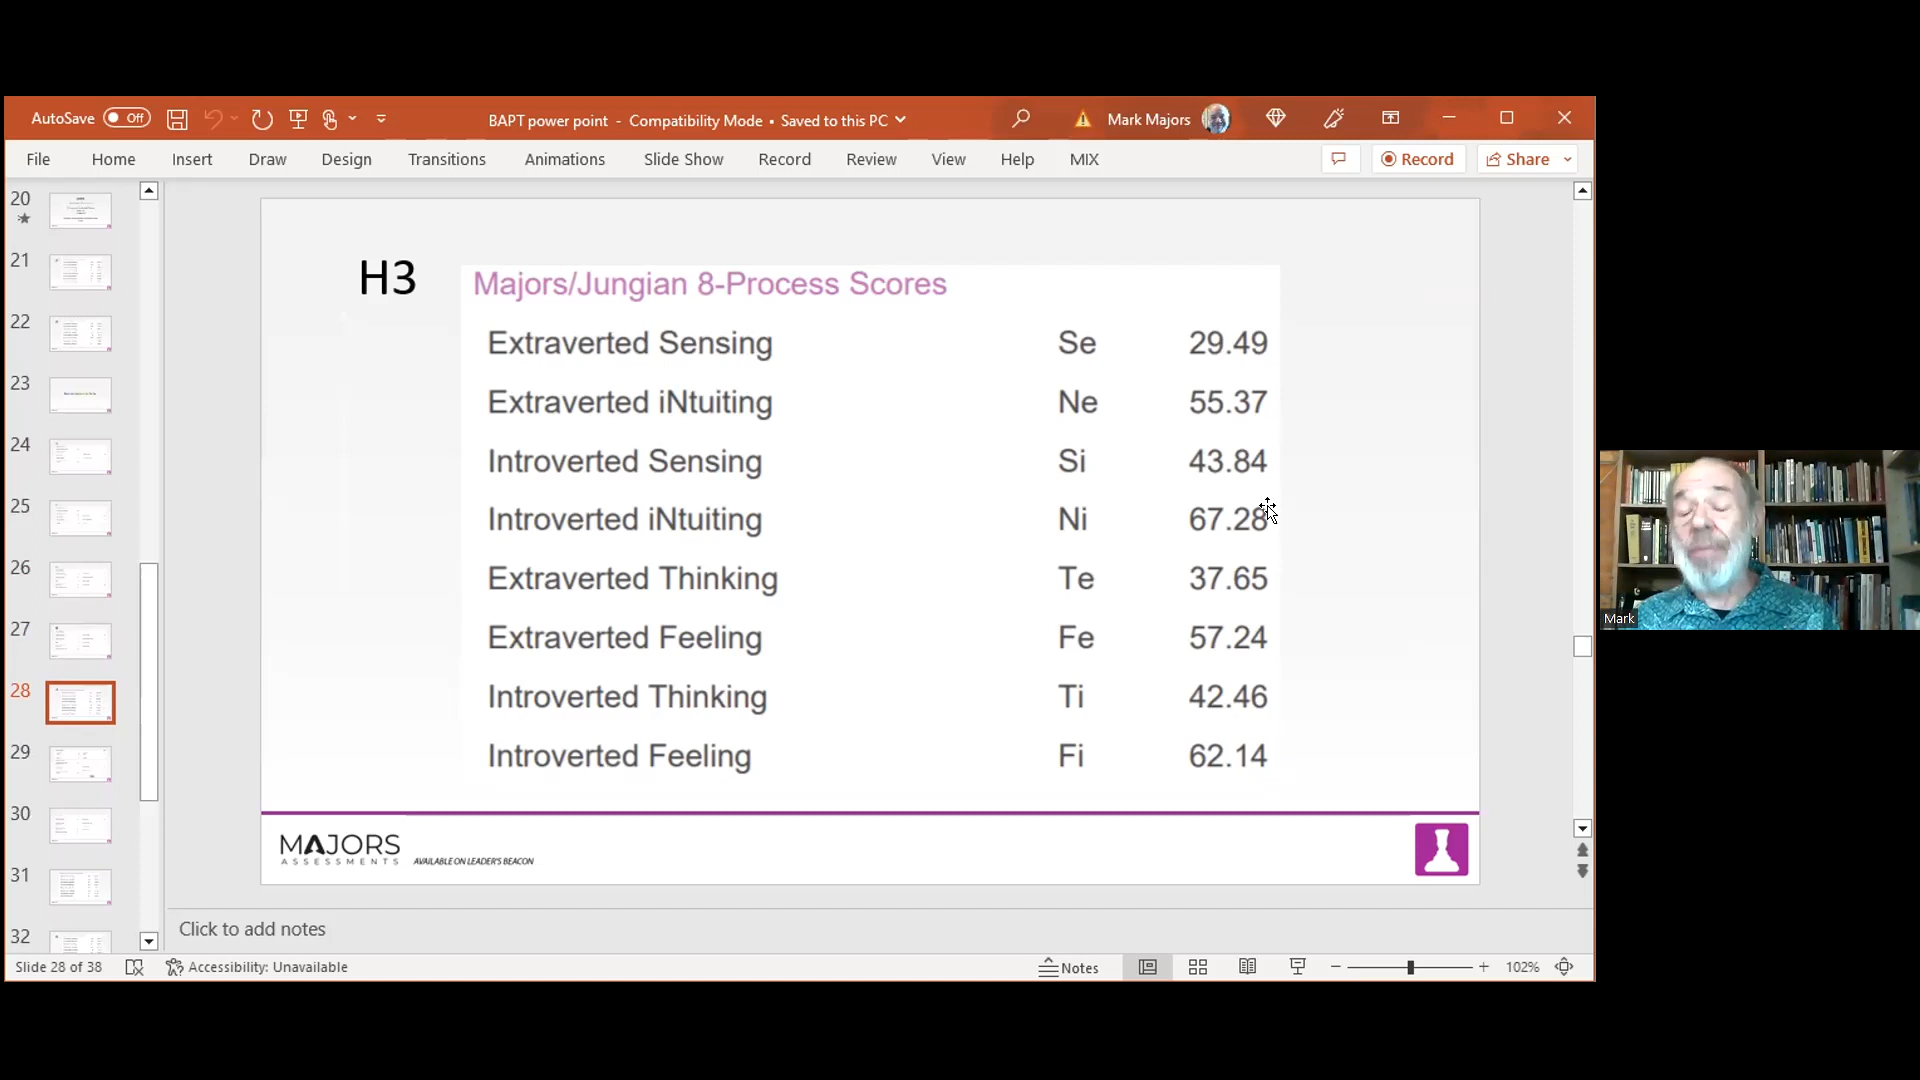 AutoSave Off BAPT power point - Compatibility Mode • Saved to this PC Mark Majors
File Home Insert Draw Design Transitions Animations Slide Show Record Review View Help MIX Record Share
20
21
22
23
24
25
26
27
28
29
30
31
32
H3
Majors/Jungian 8-Process Scores
Extraverted Sensing Se 29.49
Extraverted iNtuiting Ne 55.37
Introverted Sensing Si 43.84
Introverted iNtuiting Ni 67.28
Extraverted Thinking Te 37.65
Extraverted Feeling Fe 57.24
Introverted Thinking Ti 42.46
Introverted Feeling Fi 62.14
MAJORS
ASSESSMENTS AVAILABLE ON LEADER'S BEACON
Click to add notes
Slide 28 of 38 Accessibility: Unavailable Notes 102%
Mark